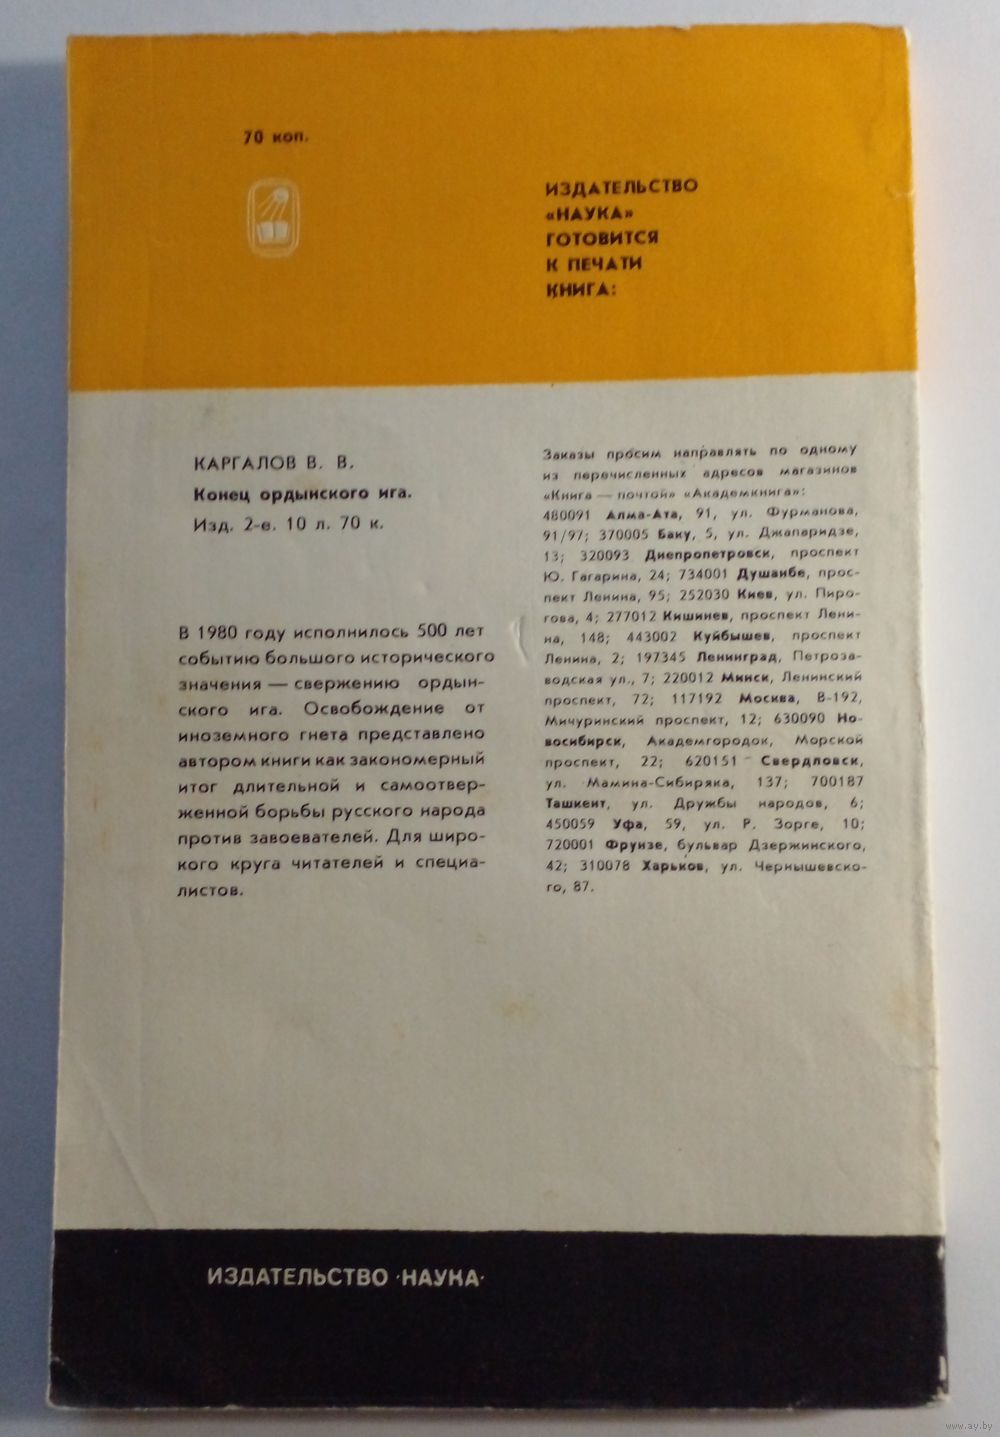 70 коп.
ИЗДАТЕЛЬСТВО
«НАУКА»
ГОТОВИТСЯ
К ПЕЧАТИ
КНИГА:
КАРГАЛОВ В. В.
Конец ордынского ига.
Изд. 2-е. 10 л. 70 к.
В 1980 году исполнилось 500 лет
событию большого исторического
значения — свержению ордын-
ского ига. Освобождение от
иноземного гнета представлено
автором книги как закономерный
итог длительной и самоотвер-
женной борьбы русского народа
против завоевателей. Для широ-
кого круга читателей и специа-
листов.
Заказы просим направлять по одному
из перечисленных адресов магазинов
«Книга — почтой» «Академкнига»:
480091 Алма-Ата, 91, ул. Фурманова,
91/97; 370005 Баку, 5, ул. Джапаридзе,
13; 320093 Днепропетровск, проспект
Ю. Гагарина, 24; 734001 Душанбе, прос-
пект Ленина, 95; 252030 Киев, ул. Пиро-
гова, 4; 277012 Кишинев, проспект Лени-
на, 148; 443002 Куйбышев, проспект
Ленина, 2; 197345 Ленинград, Петроза-
водская ул., 7; 220012 Минск, Ленинский
проспект, 72; 117192 Москва, В-192,
Мичуринский проспект, 12; 630090 Но-
восибирск, Академгородок, Морской
проспект, 22; 620151 Свердловск,
ул. Мамина-Сибиряка, 137; 700187
Ташкент, ул. Дружбы народов, 6;
450059 Уфа, 59, ул. Р. Зорге, 10;
720001 Фрунзе, бульвар Дзержинского,
42; 310078 Харьков, ул. Чернышевско-
го, 87.
ИЗДАТЕЛЬСТВО ·НАУКА·
www.ay.by